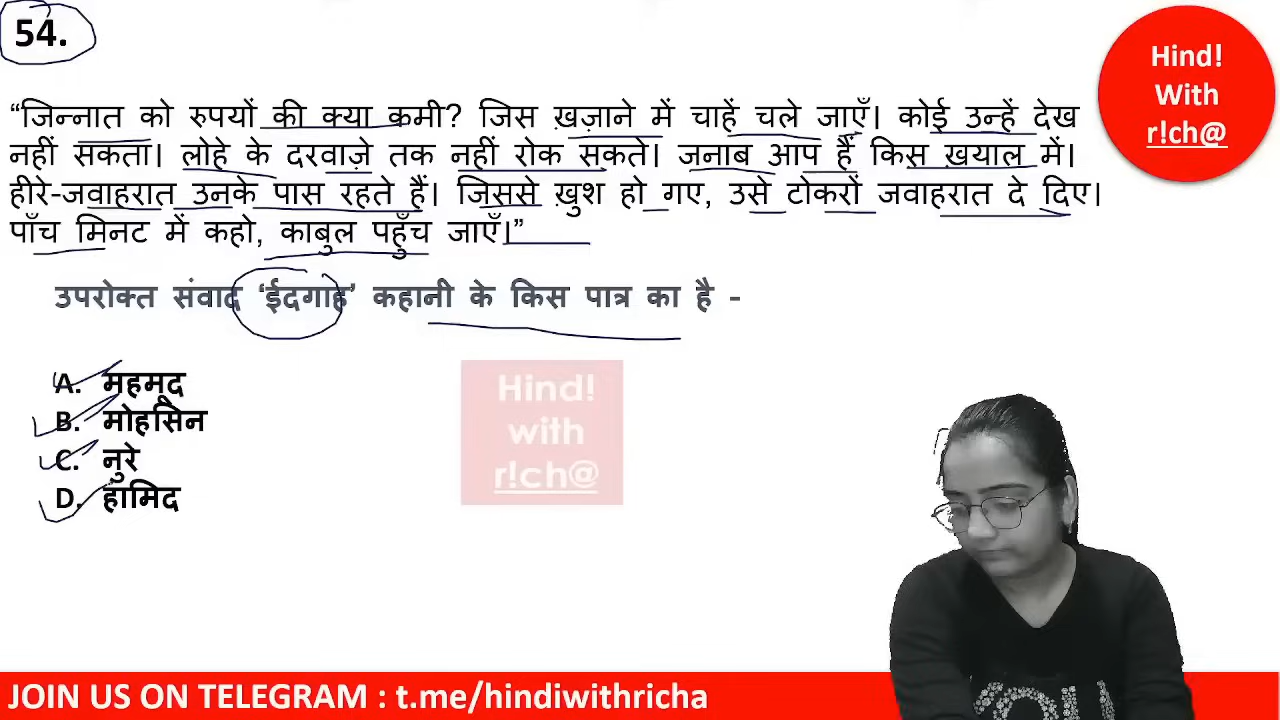 54.
Hind!
With
r!ch@
“जिन्नात को रुपयों की क्या कमी? जिस ख़ज़ाने में चाहें चले जाएँ। कोई उन्हें देख
नहीं सकता। लोहे के दरवाज़े तक नहीं रोक सकते। जनाब आप हैं किस ख़याल में।
हीरे-जवाहरात उनके पास रहते हैं। जिससे ख़ुश हो गए, उसे टोकरों जवाहरात दे दिए।
पाँच मिनट में कहो, काबुल पहुँच जाएँ।”
उपरोक्त संवाद ‘ईदगाह’ कहानी के किस पात्र का है -
A. महमूद
B. मोहसिन
C. नुरे
D. हामिद
Hind!
with
r!ch@
YOU
JOIN US ON TELEGRAM : t.me/hindiwithricha